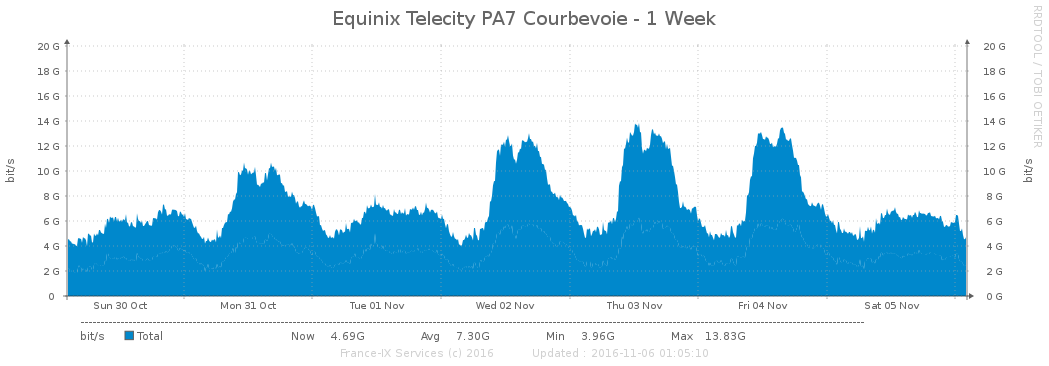 Equinix Telecity PA7 Courbevoie - 1 Week
RRDTOOL / TOBI OETIKER
bit/s
20 G
18 G
16 G
14 G
12 G
10 G
8 G
6 G
4 G
2 G
0
20 G
18 G
16 G
14 G
12 G
10 G
8 G
6 G
4 G
2 G
0 G
bit/s
Sun 30 Oct Mon 31 Oct Tue 01 Nov Wed 02 Nov Thu 03 Nov Fri 04 Nov Sat 05 Nov
bit/s Total Now 4.69G Avg 7.30G Min 3.96G Max 13.83G
France-IX Services (c) 2016 Updated : 2016-11-06 01:05:10